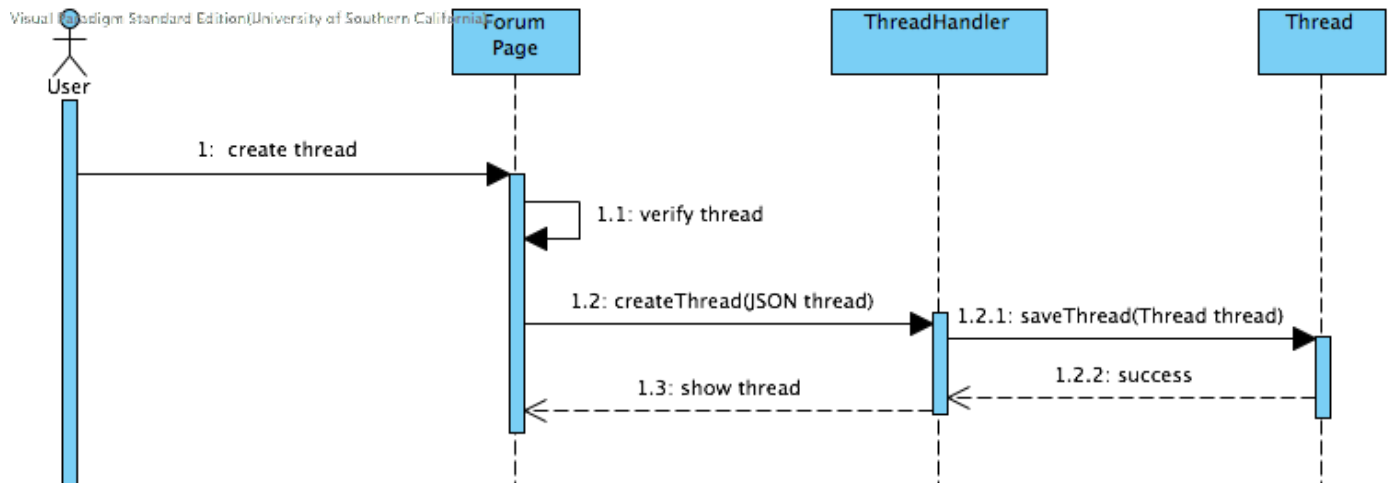 Visual Paradigm Standard Edition(University of Southern California)
User
Forum
Page
ThreadHandler
Thread
1:  create thread
1.1: verify thread
1.2: createThread(JSON thread)
1.2.1: saveThread(Thread thread)
1.2.2: success
1.3: show thread